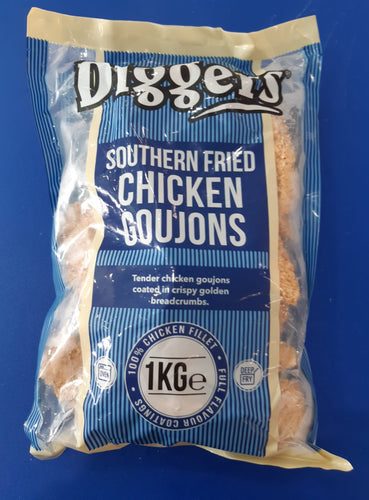 Diggers
SOUTHERN FRIED
CHICKEN
GOUJONS
Tender chicken goujons
coated in crispy golden
breadcrumbs.
100% CHICKEN FILLET
1KGe
FULL FLAVOUR COATINGS
OVEN
DEEP
FRY